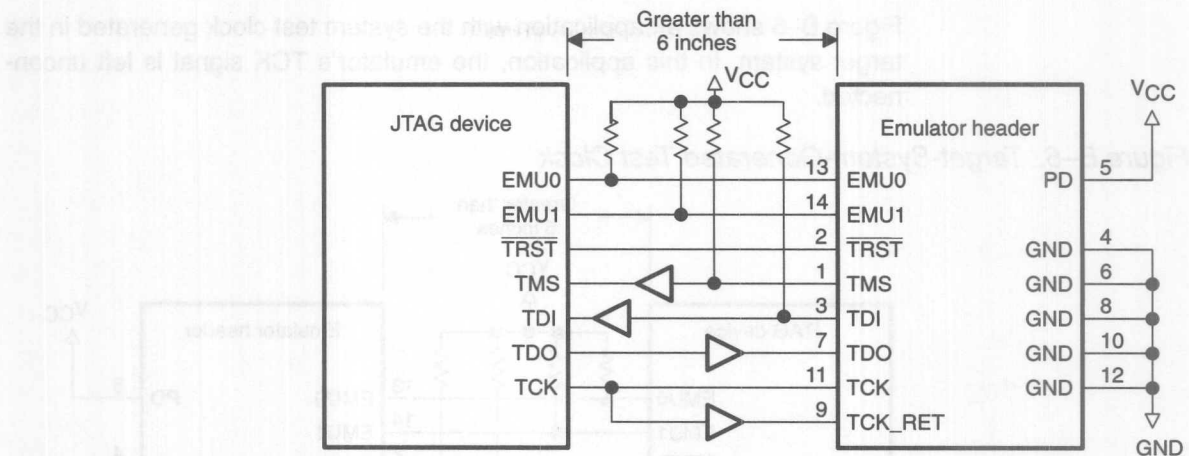 Figure B–6 shows an application with the system test clock generated in the
target system. In this application, the emulator's TCK signal is left uncon-
nected.
Figure B–6. Target-System-Generated Test Clock
Greater than
6 inches
VCC
JTAG device
Emulator header
VCC
EMU0 13 EMU0 PD 5
EMU1 14 EMU1
TRST 2 TRST GND 4
TMS 1 TMS GND 6
TDI 3 TDI GND 8
TDO 7 TDO GND 10
TCK 11 TCK GND 12
9 TCK_RET
GND